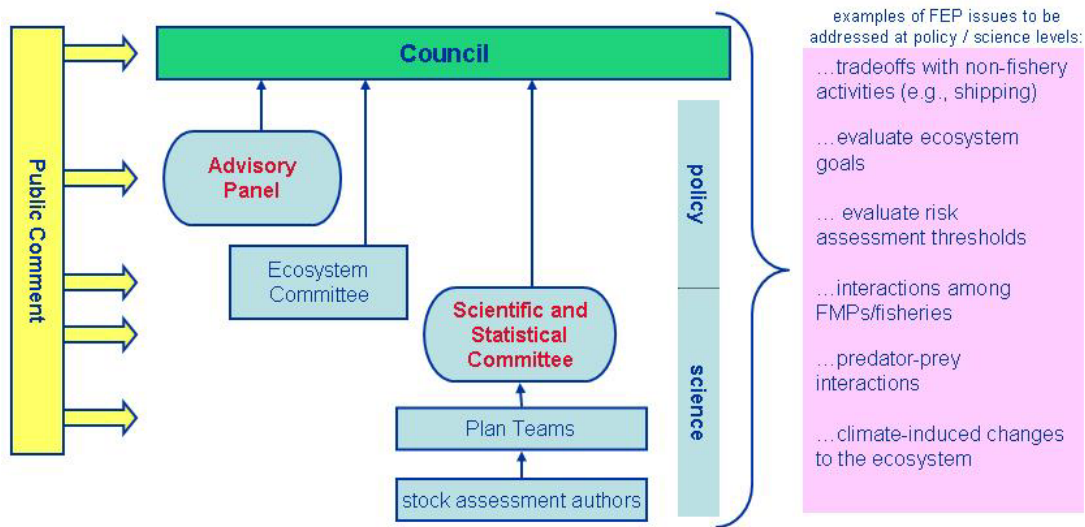 Public Comment
Council
Advisory
Panel
Ecosystem
Committee
Scientific and
Statistical
Committee
Plan Teams
stock assessment authors
policy
science
examples of FEP issues to be
addressed at policy / science levels:
…tradeoffs with non-fishery
activities (e.g., shipping)
…evaluate ecosystem
goals
… evaluate risk
assessment thresholds
…interactions among
FMPs/fisheries
…predator-prey
interactions
…climate-induced changes
to the ecosystem